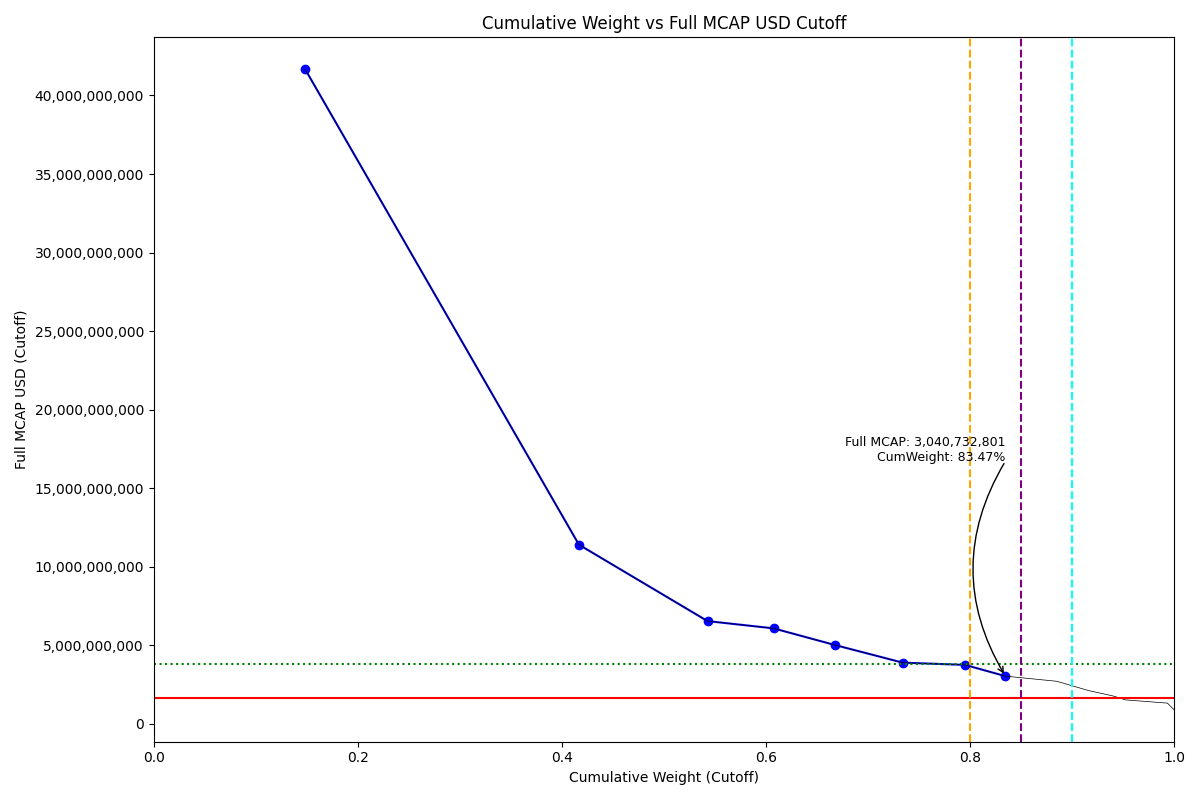 Cumulative Weight vs Full MCAP USD Cutoff
40,000,000,000
35,000,000,000
30,000,000,000
25,000,000,000
20,000,000,000
15,000,000,000
10,000,000,000
5,000,000,000
0
Full MCAP USD (Cutoff)
Full MCAP: 3,040,732,801
CumWeight: 83.47%
0.0 0.2 0.4 0.6 0.8 1.0
Cumulative Weight (Cutoff)